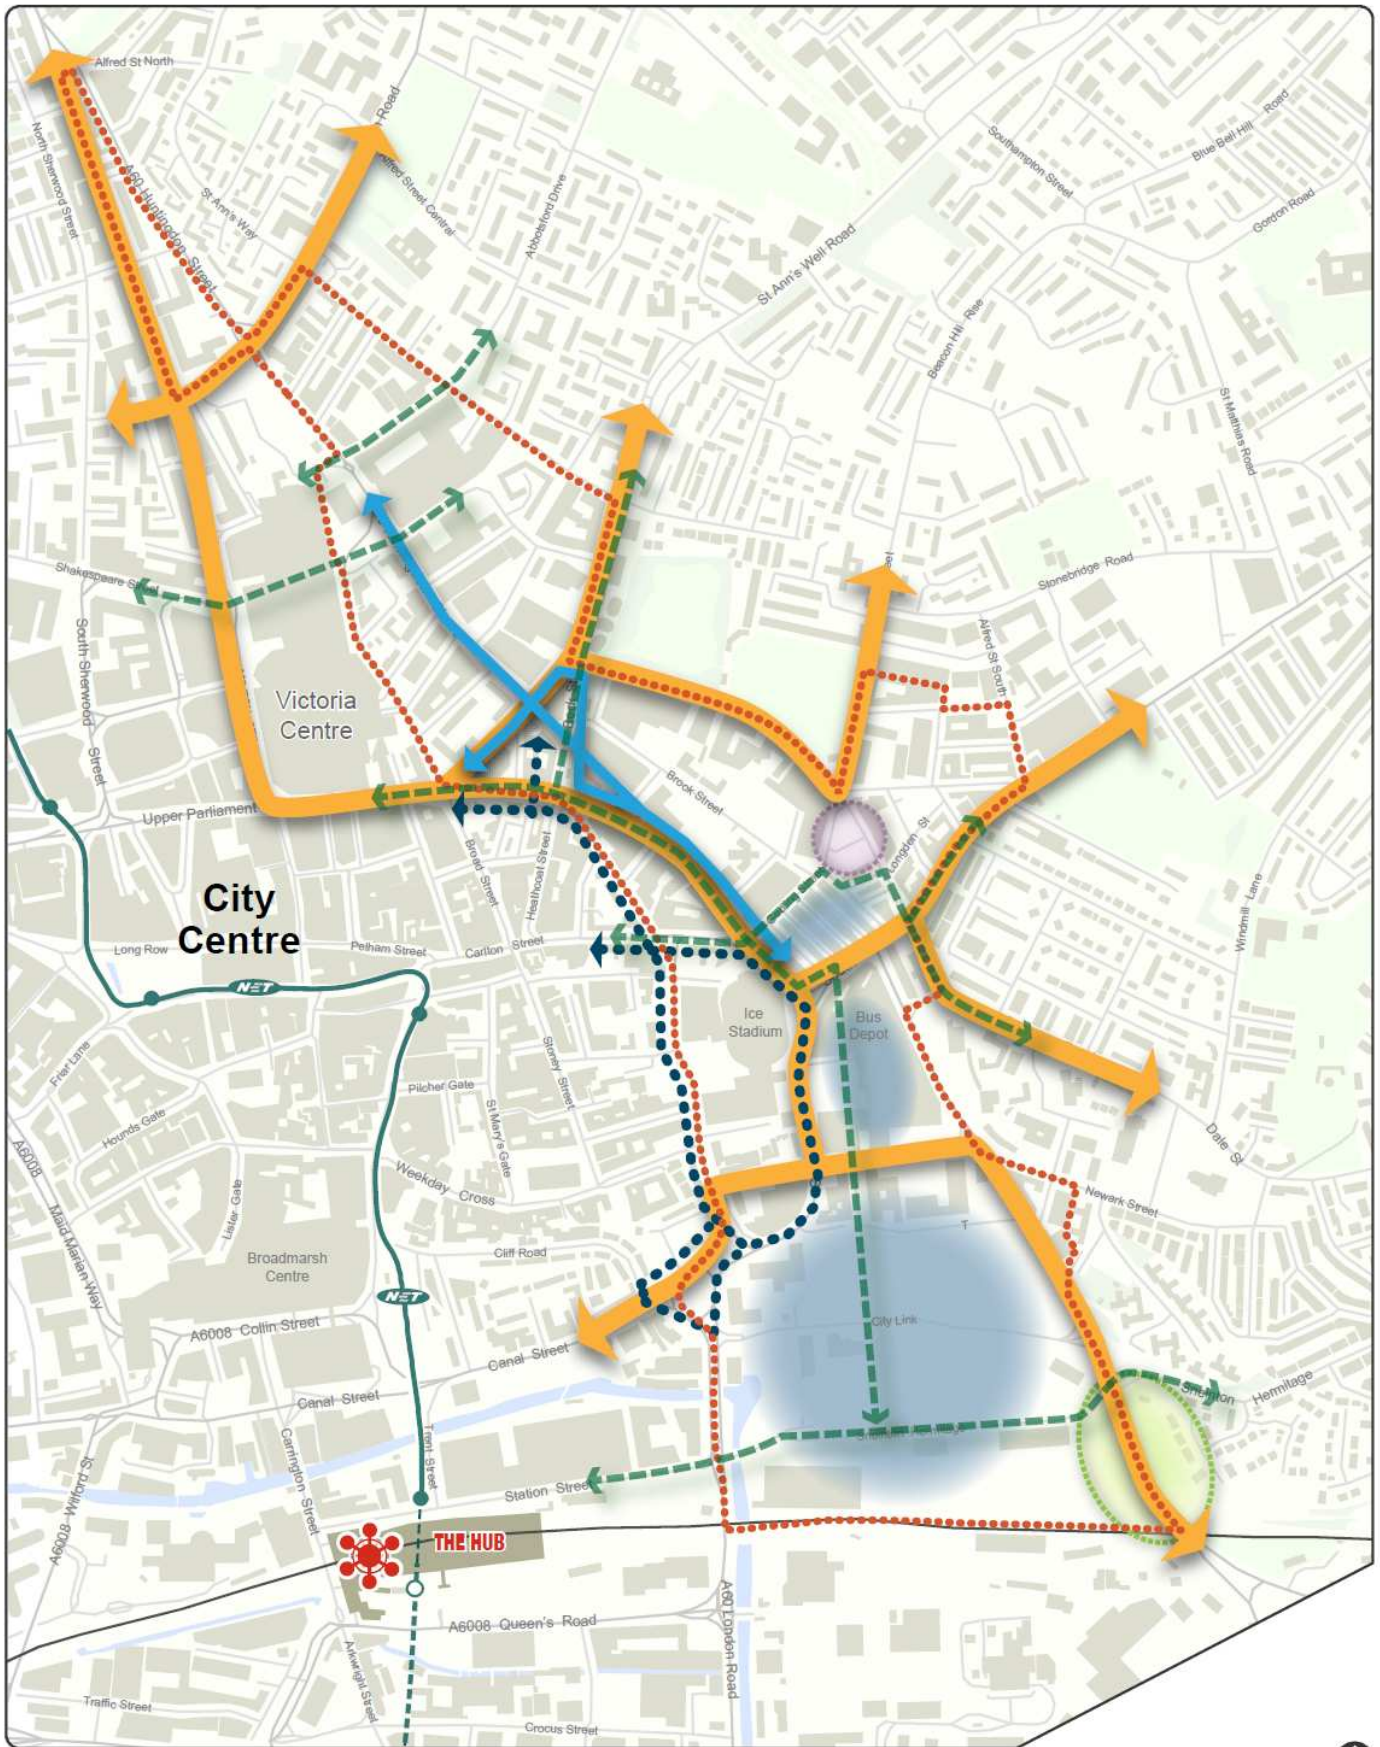 Alfred St North
Road
North Sherwood Street
A60 Huntingdon Street
St Ann's Way
Alfred Street Central
Abbotsford Drive
St Ann's Well Road
Southampton Street
Blue Bell Hill Road
Gordon Road
Beacon Hill Rise
St Matthias Road
Shakespeare Street
South Sherwood Street
Stonebridge Road
Alfred St South
Victoria
Centre
Upper Parliament
Brook Street
Longden St
Windmill Lane
Broad Street
Heathcoat Street
City
Centre
Long Row
Pelham Street
Carlton Street
NET
Ice
Stadium
Bus
Depot
Friar Lane
Hounds Gate
Pilcher Gate
Stoney Street
St Mary's Gate
Dale St
A6008
Maid Marian Way
Lister Gate
Weekday Cross
Newark Street
Broadmarsh
Centre
Cliff Road
NET
A6008 Collin Street
Canal Street
City Link
Canal Street
Sneinton Hermitage
Carrington Street
Trent Street
Station Street
A6008 Wilford St
THE HUB
A60 London Road
A6008 Queen's Road
Arkwright Street
Traffic Street
Crocus Street